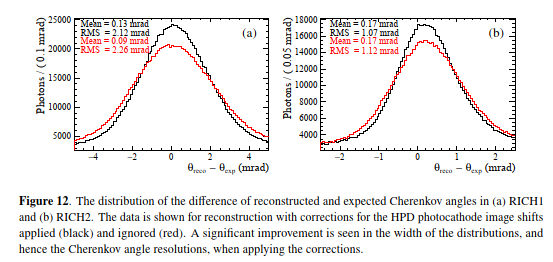 25000
20000
15000
10000
5000
Photons / ( 0.1 mrad)
Mean = 0.13 mrad
RMS = 2.12 mrad
Mean = 0.09 mrad
RMS = 2.26 mrad
(a)
-4 -2 0 2 4
θreco − θexp (mrad)
18000
16000
14000
12000
10000
8000
6000
4000
Photons / ( 0.05 mrad)
Mean = 0.17 mrad
RMS = 1.07 mrad
Mean = 0.17 mrad
RMS = 1.12 mrad
(b)
-2 -1 0 1 2
θreco − θexp (mrad)
Figure 12. The distribution of the difference of reconstructed and expected Cherenkov angles in (a) RICH1
and (b) RICH2. The data is shown for reconstruction with corrections for the HPD photocathode image shifts
applied (black) and ignored (red). A significant improvement is seen in the width of the distributions, and
hence the Cherenkov angle resolutions, when applying the corrections.